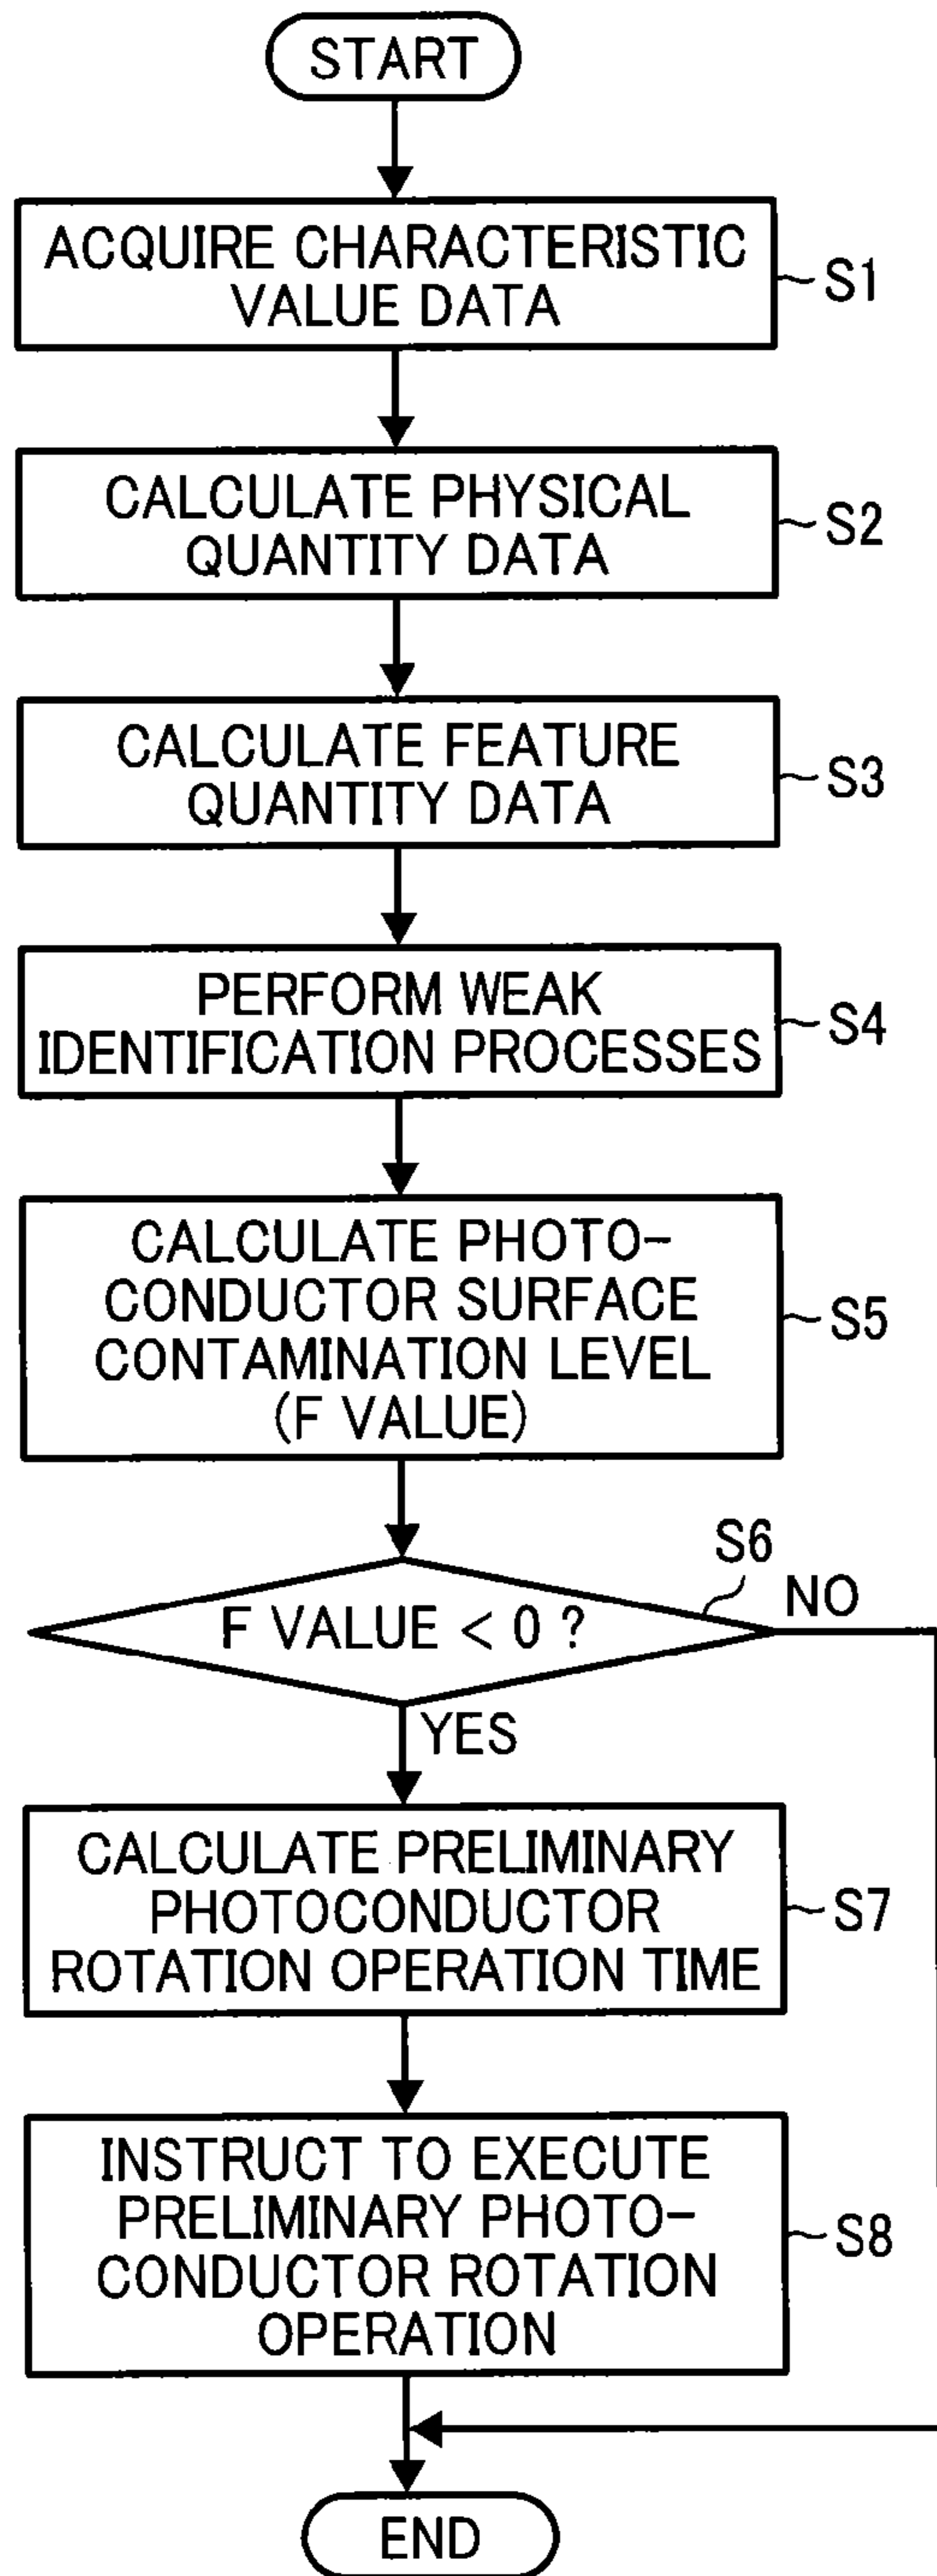 START
ACQUIRE CHARACTERISTIC
VALUE DATA
S1
CALCULATE PHYSICAL
QUANTITY DATA
S2
CALCULATE FEATURE
QUANTITY DATA
S3
PERFORM WEAK
IDENTIFICATION PROCESSES
S4
CALCULATE PHOTO-
CONDUCTOR SURFACE
CONTAMINATION LEVEL
(F VALUE)
S5
S6
F VALUE < 0 ?
NO
YES
CALCULATE PRELIMINARY
PHOTOCONDUCTOR
ROTATION OPERATION TIME
S7
INSTRUCT TO EXECUTE
PRELIMINARY PHOTO-
CONDUCTOR ROTATION
OPERATION
S8
END